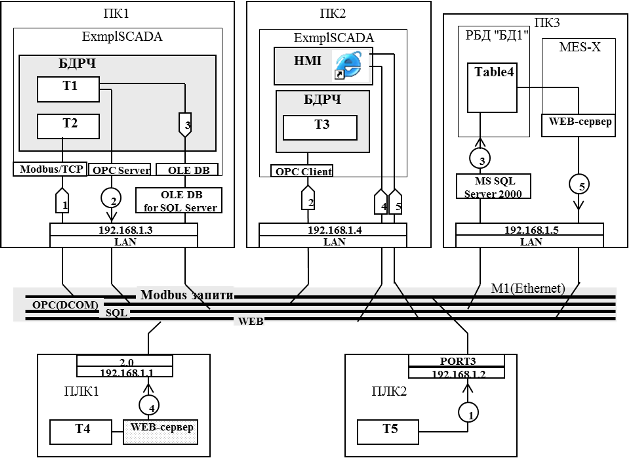 ПК1
ExmplSCADA
БДРЧ
T1
T2
3
Modbus/TCP
OPC Server
OLE DB
OLE DB
for SQL Server
1
2
192.168.1.3
LAN
ПК2
ExmplSCADA
HMI
БДРЧ
T3
OPC Client
2
4
5
192.168.1.4
LAN
ПК3
РБД "БД1"
MES-X
Table4
WEB-сервер
3
MS SQL
Server 2000
5
192.168.1.5
LAN
M1(Ethernet)
Modbus запити
OPC(DCOM)
SQL
WEB
2.0
192.168.1.1
ПЛК1
4
T4
WEB-сервер
PORT3
192.168.1.2
ПЛК2
1
T5